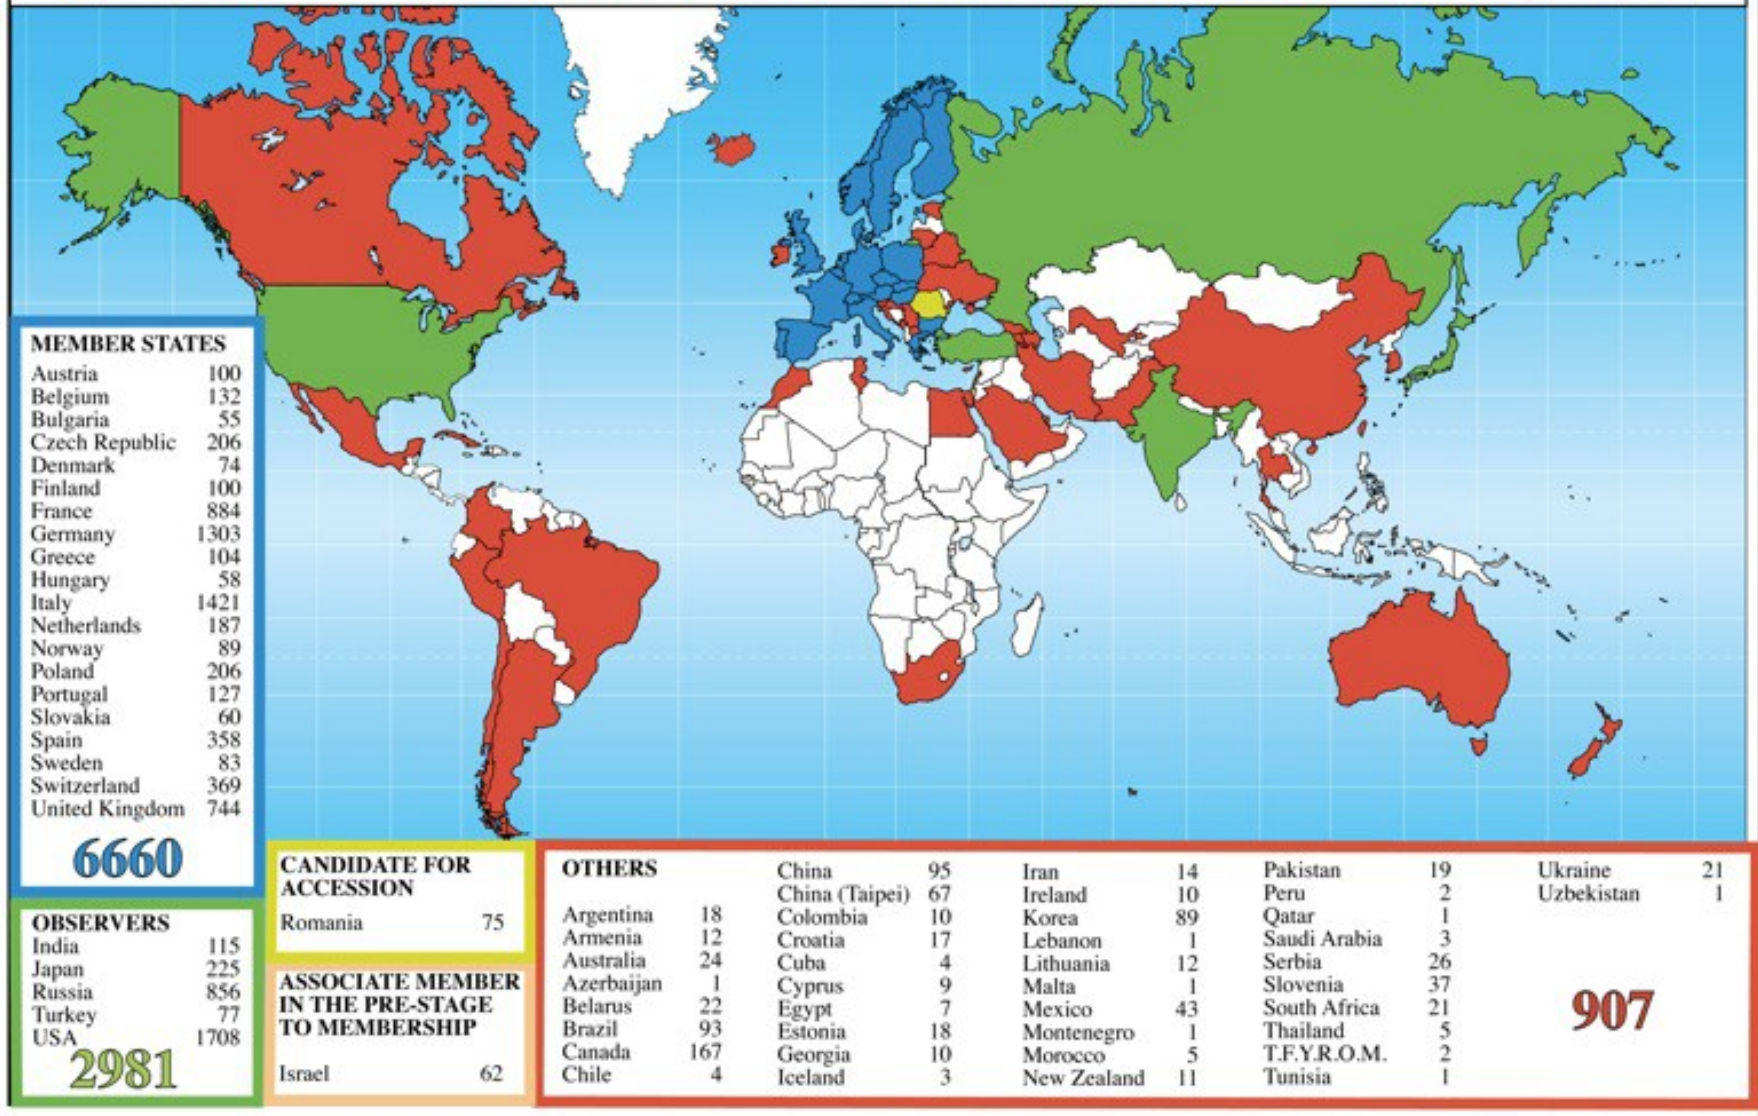 MEMBER STATES
Austria 100
Belgium 132
Bulgaria 55
Czech Republic 206
Denmark 74
Finland 100
France 884
Germany 1303
Greece 104
Hungary 58
Italy 1421
Netherlands 187
Norway 89
Poland 206
Portugal 127
Slovakia 60
Spain 358
Sweden 83
Switzerland 369
United Kingdom 744
6660
OBSERVERS
India 115
Japan 225
Russia 856
Turkey 77
USA 1708
2981
CANDIDATE FOR
ACCESSION
Romania 75
ASSOCIATE MEMBER
IN THE PRE-STAGE
TO MEMBERSHIP
Israel 62
OTHERS
Argentina 18
Armenia 12
Australia 24
Azerbaijan 1
Belarus 22
Brazil 93
Canada 167
Chile 4
China 95
China (Taipei) 67
Colombia 10
Croatia 17
Cuba 4
Cyprus 9
Egypt 7
Estonia 18
Georgia 10
Iceland 3
Iran 14
Ireland 10
Korea 89
Lebanon 1
Lithuania 12
Malta 1
Mexico 43
Montenegro 1
Morocco 5
New Zealand 11
Pakistan 19
Peru 2
Qatar 1
Saudi Arabia 3
Serbia 26
Slovenia 37
South Africa 21
Thailand 5
T.F.Y.R.O.M. 2
Tunisia 1
Ukraine 21
Uzbekistan 1
907